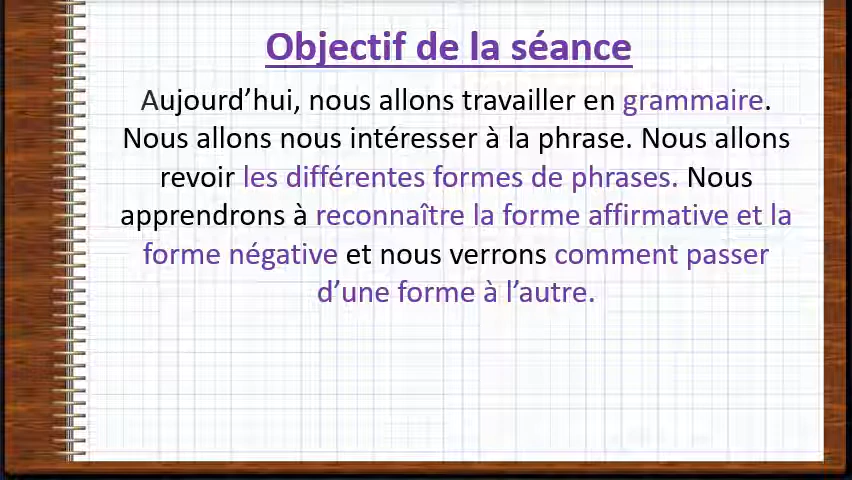 Objectif de la séance
Aujourd’hui, nous allons travailler en grammaire.
Nous allons nous intéresser à la phrase. Nous allons
revoir les différentes formes de phrases. Nous
apprendrons à reconnaître la forme affirmative et la
forme négative et nous verrons comment passer
d’une forme à l’autre.